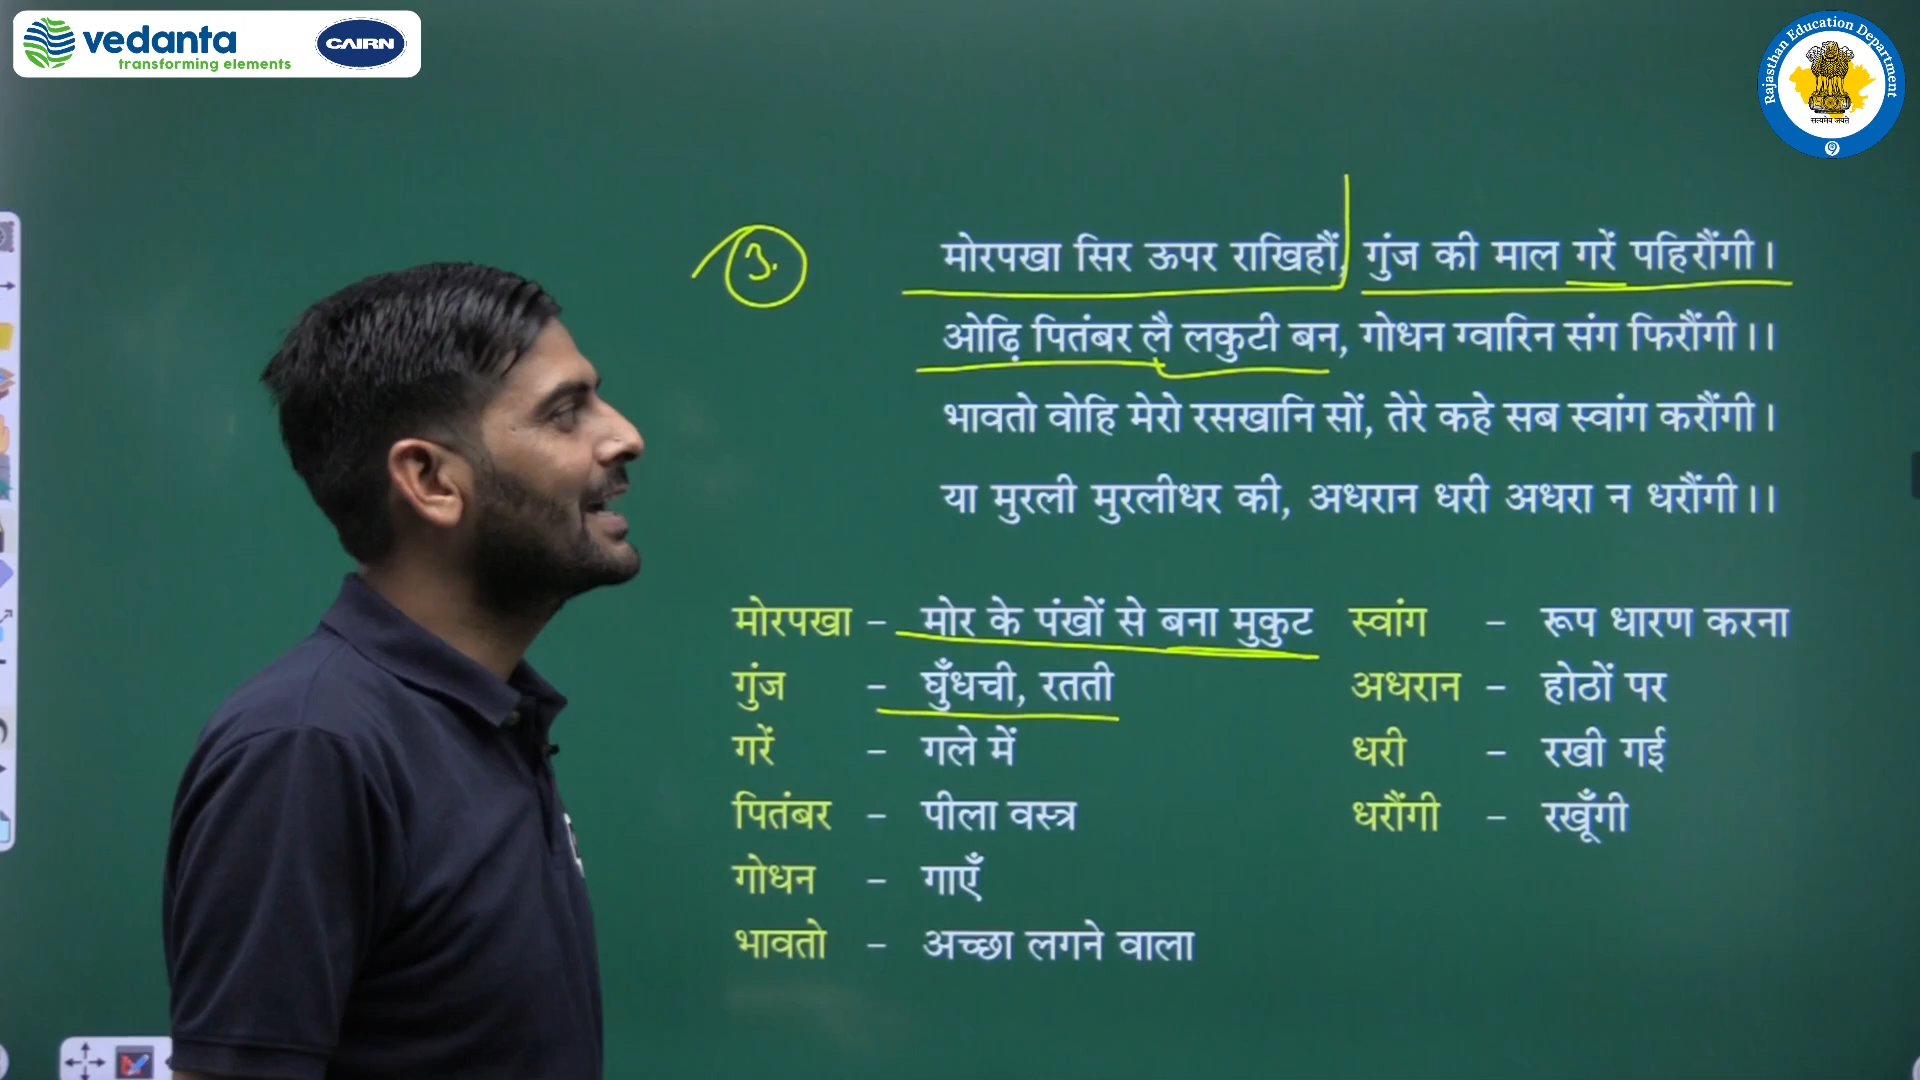 vedanta
transforming elements
CAIRN
Rajasthan Education Department
सत्यमेव जयते
3.
मोरपखा सिर ऊपर राखिहौं, गुंज की माल गरें पहिरौंगी।
ओढ़ि पितंबर लै लकुटी बन, गोधन ग्वारिन संग फिरौंगी।।
भावतो वोहि मेरो रसखानि सों, तेरे कहे सब स्वांग करौंगी।
या मुरली मुरलीधर की, अधरान धरी अधरा न धरौंगी।।
मोरपखा – मोर के पंखों से बना मुकुट स्वांग – रूप धारण करना
गुंज – घुँधची, रतती अधरान – होठों पर
गरें – गले में धरी – रखी गई
पितंबर – पीला वस्त्र धरौंगी – रखूँगी
गोधन – गाएँ
भावतो – अच्छा लगने वाला